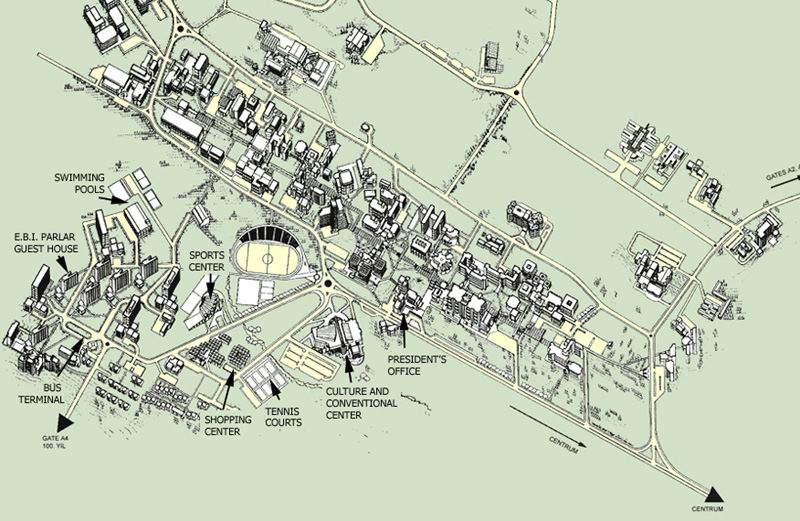 GATES A2,
SWIMMING
POOLS
E.B.I. PARLAR
GUEST HOUSE
SPORTS
CENTER
PRESIDENT'S
OFFICE
BUS
TERMINAL
SHOPPING
CENTER
TENNIS
COURTS
CULTURE AND
CONVENTIONAL
CENTER
GATE A4
100. YIL
CENTRUM
CENTRUM